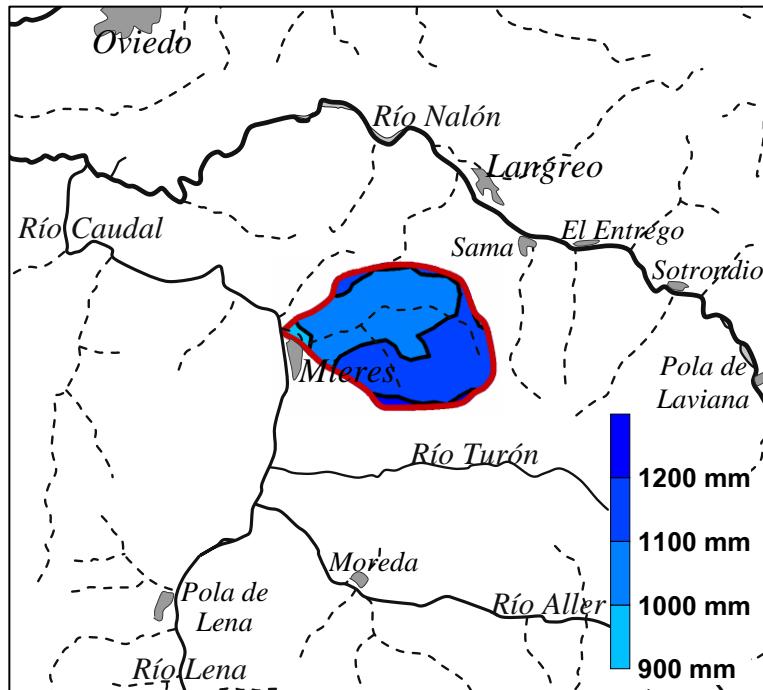 Oviedo
Río Nalón
Langreo
Río Caudal
Sama
El Entrego
Sotrondio
Mieres
Pola de
Laviana
Río Turón
1200 mm
1100 mm
Moreda
Pola de
Lena
Río Aller
1000 mm
Río Lena
900 mm